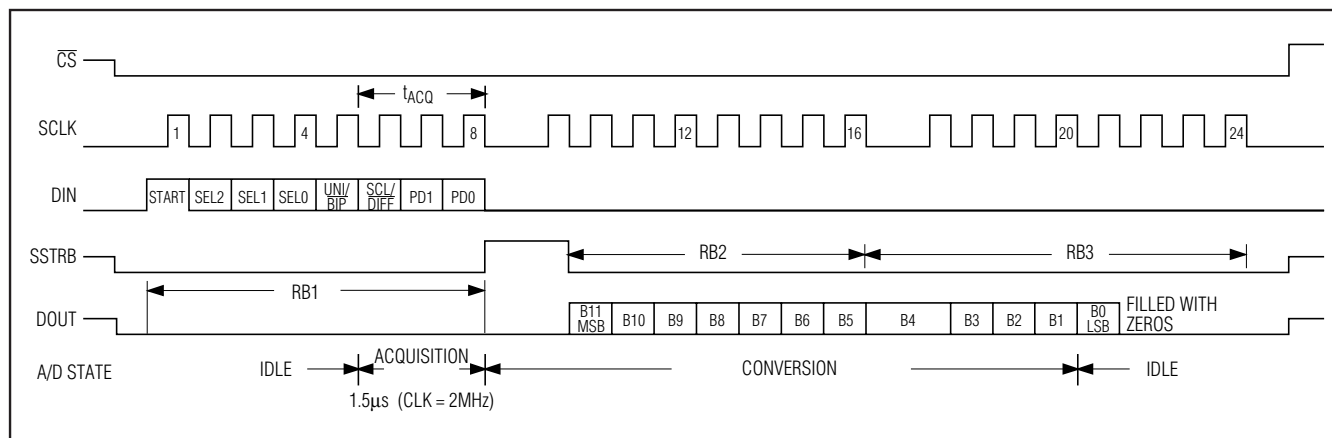 CS
tACQ
SCLK 1 4 8 12 16 20 24
DIN START SEL2 SEL1 SEL0 UNI/ BIP SCL/ DIFF PD1 PD0
SSTRB RB2 RB3
RB1
DOUT B11 MSB B10 B9 B8 B7 B6 B5 B4 B3 B2 B1 B0 LSB FILLED WITH ZEROS
A/D STATE IDLE ACQUISITION CONVERSION IDLE
1.5μs (CLK = 2MHz)